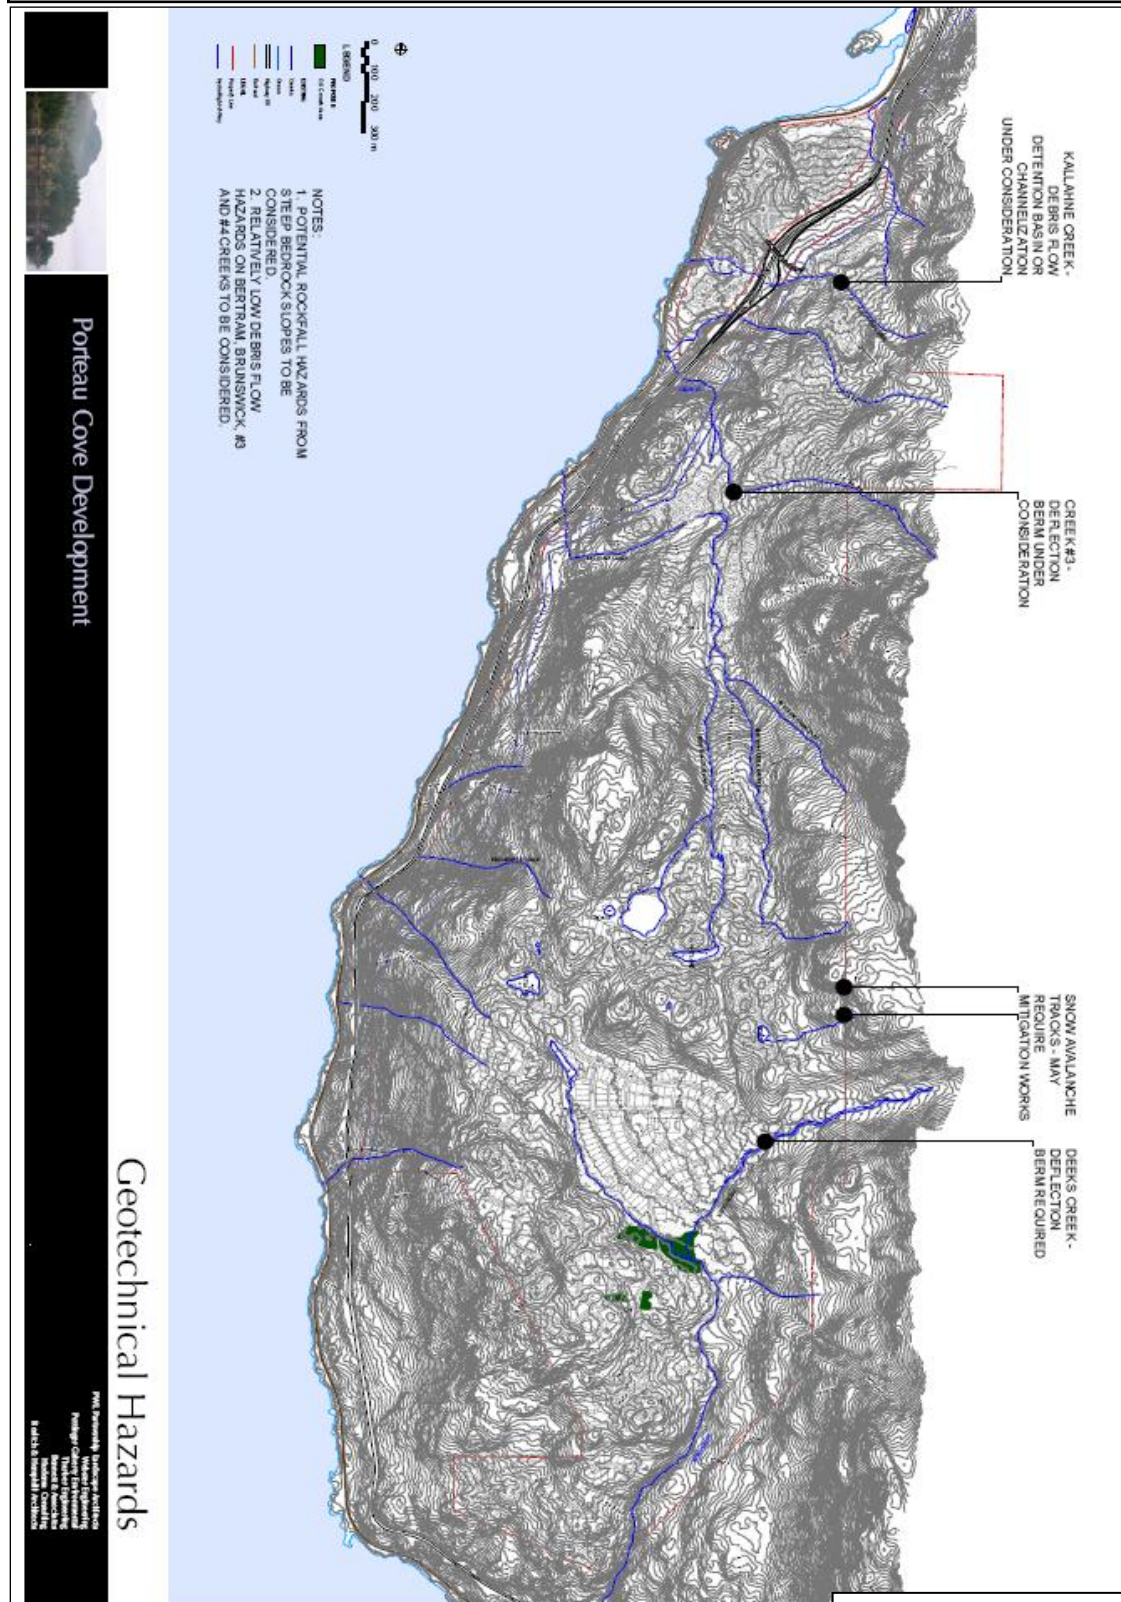 KALLAHNE CREEK -
DEBRIS FLOW
DETENTION BASIN OR
CHANNELIZATION
UNDER CONSIDERATION
CREEK #3 -
DEFLECTION
BERM UNDER
CONSIDERATION
SNOW AVALANCHE
TRACKS - MAY
REQUIRE
MITIGATION WORKS
DEEKS CREEK -
DEFLECTION
BERM REQUIRED
0 100 200 300 m
LEGEND
NOTES:
1. POTENTIAL ROCKFALL HAZARDS FROM
STEEP BEDROCK SLOPES TO BE
CONSIDERED.
2. RELATIVELY LOW DEBRIS FLOW
HAZARDS ON BERTRAM, BRUNSWICK, #3
AND #4 CREEKS TO BE CONSIDERED.
Geotechnical Hazards
Porteau Cove Development